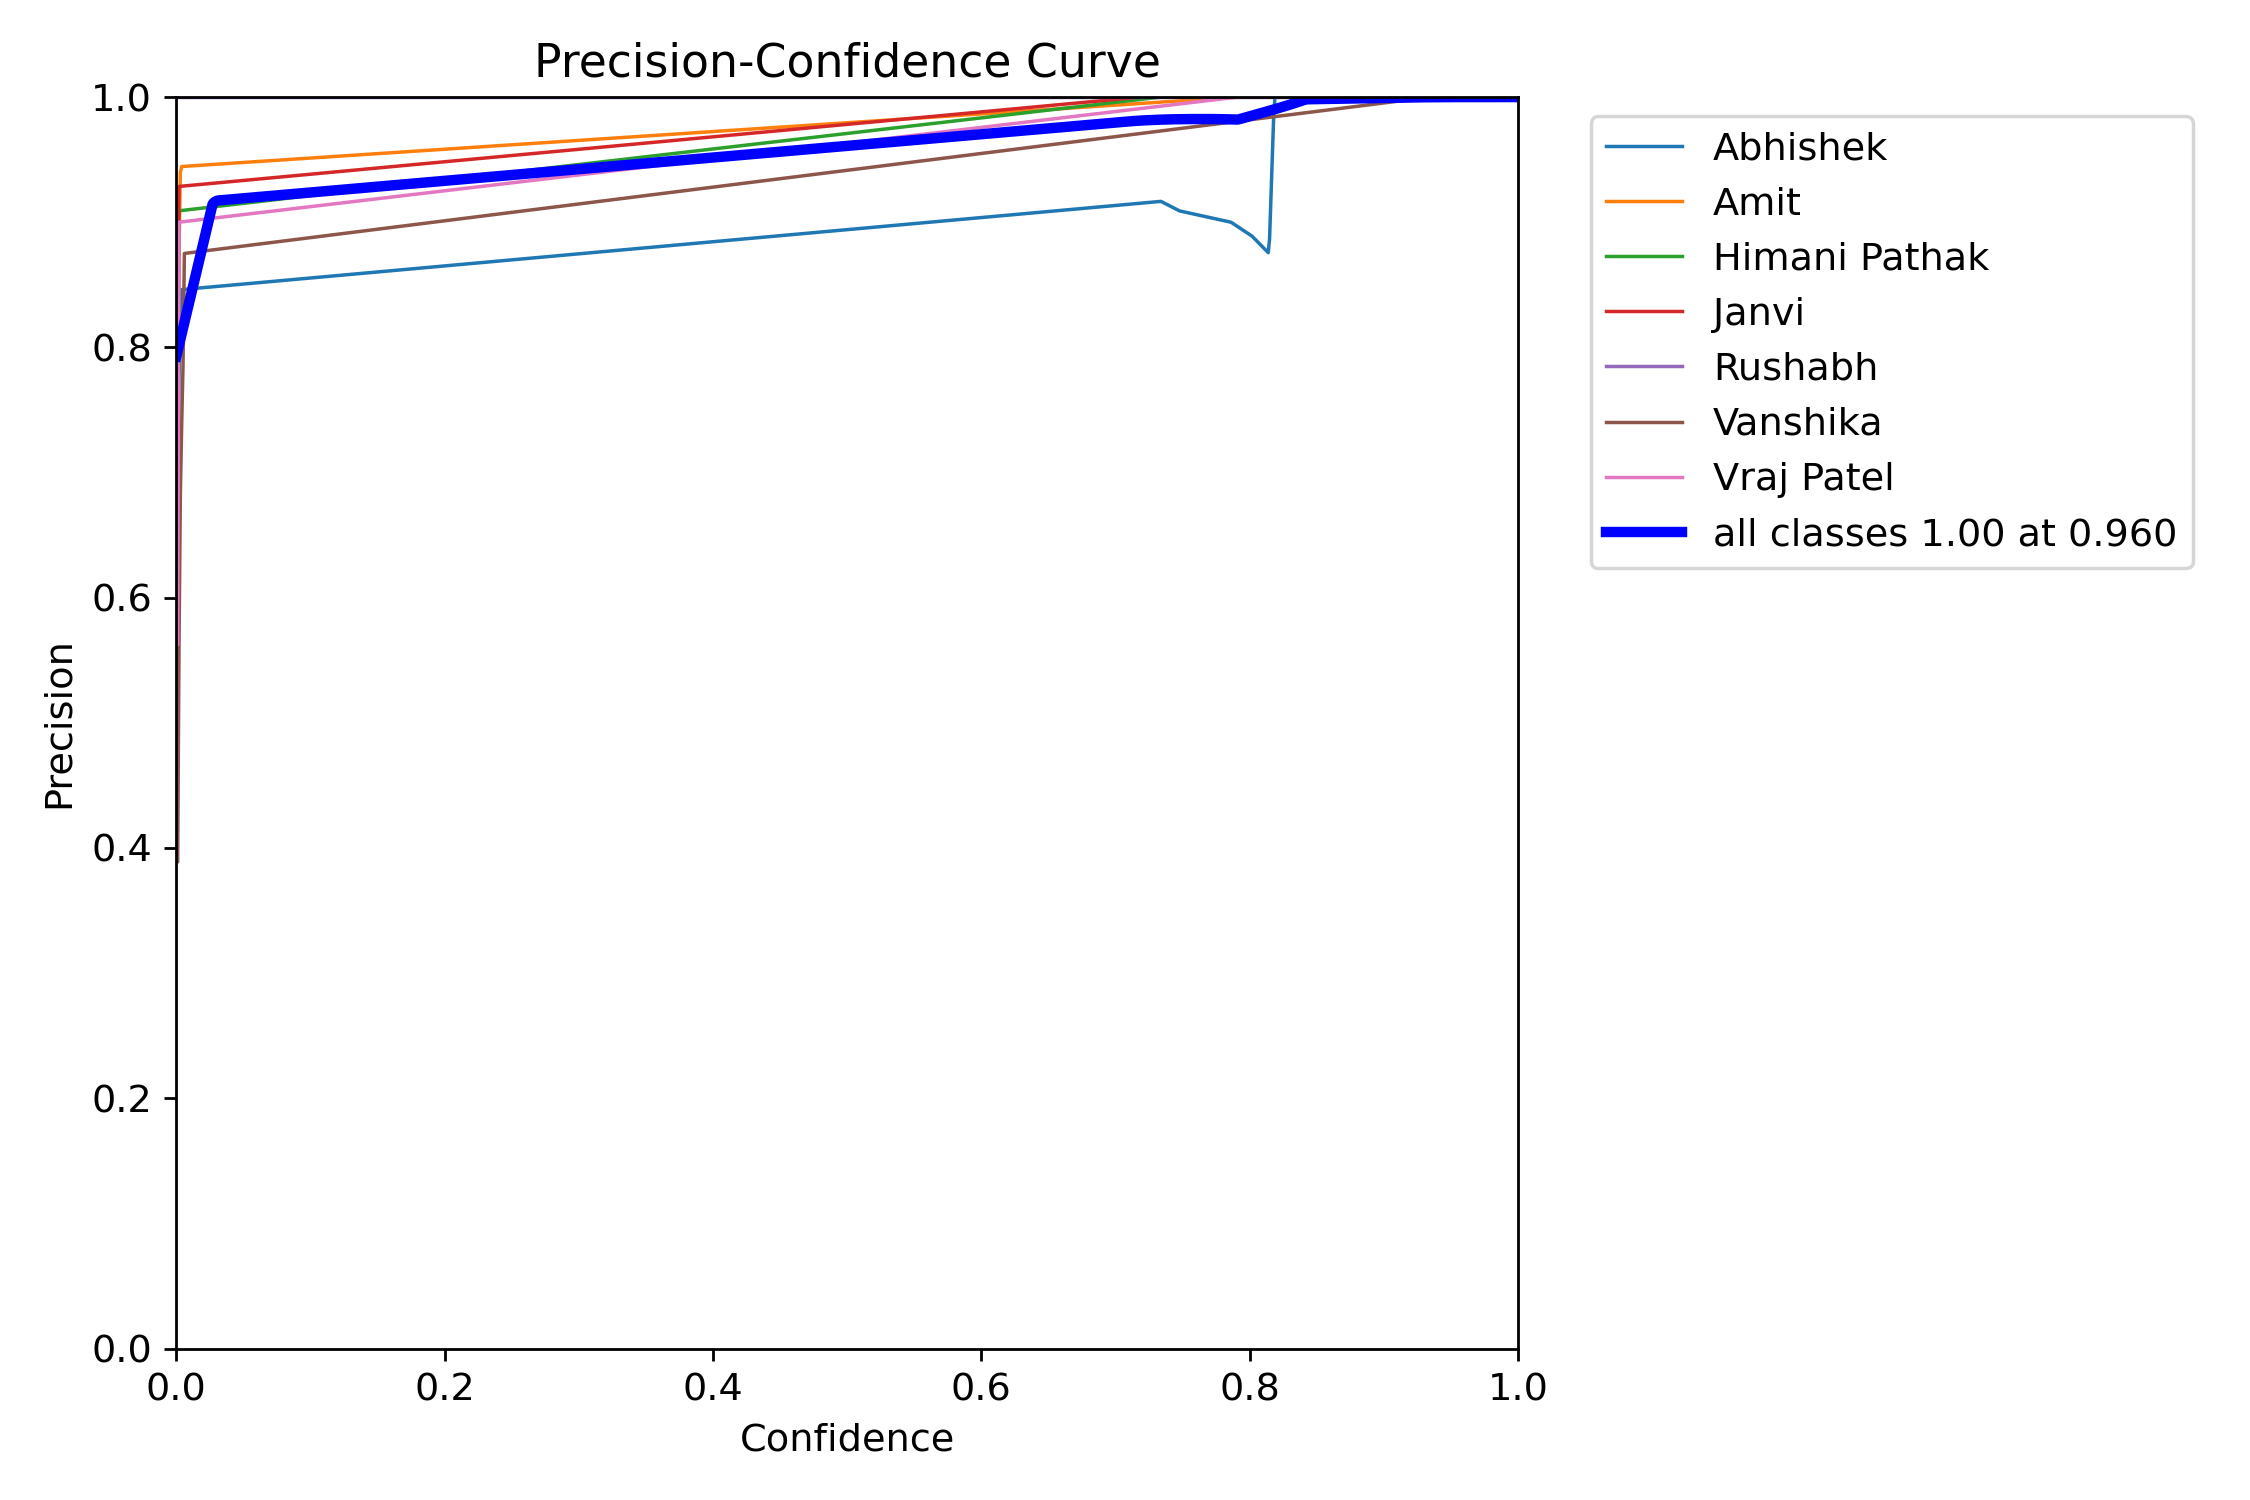 Precision-Confidence Curve
1.0
0.8
0.6
0.4
0.2
0.0
Precision
0.0 0.2 0.4 0.6 0.8 1.0
Confidence
Abhishek
Amit
Himani Pathak
Janvi
Rushabh
Vanshika
Vraj Patel
all classes 1.00 at 0.960